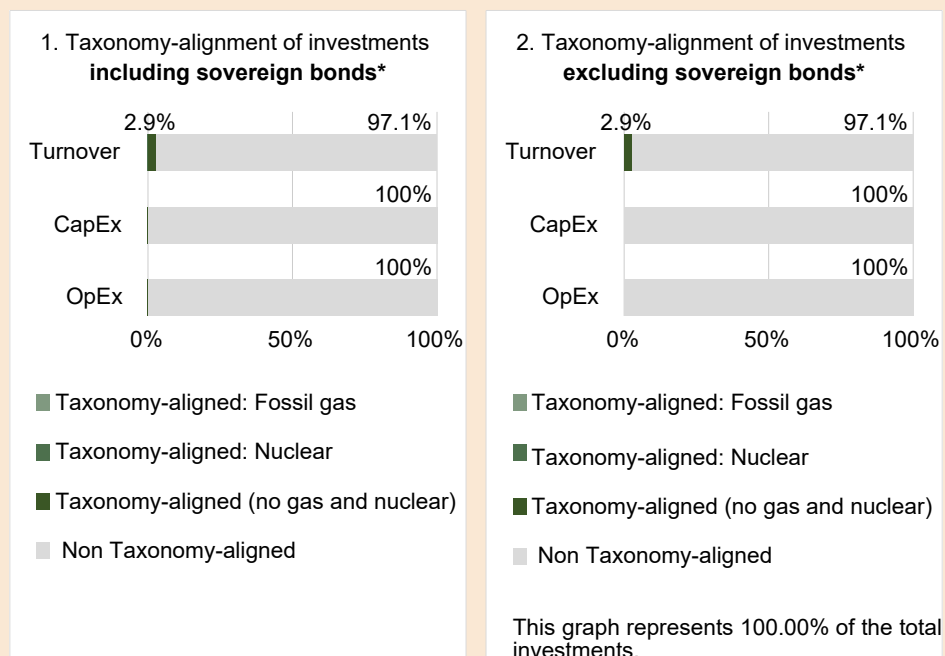 1. Taxonomy-alignment of investments
including sovereign bonds*
2.9% 97.1%
Turnover
100%
CapEx
100%
OpEx
0% 50% 100%
Taxonomy-aligned: Fossil gas
Taxonomy-aligned: Nuclear
Taxonomy-aligned (no gas and nuclear)
Non Taxonomy-aligned
2. Taxonomy-alignment of investments
excluding sovereign bonds*
2.9% 97.1%
Turnover
100%
CapEx
100%
OpEx
0% 50% 100%
Taxonomy-aligned: Fossil gas
Taxonomy-aligned: Nuclear
Taxonomy-aligned (no gas and nuclear)
Non Taxonomy-aligned
This graph represents 100.00% of the total
investments.